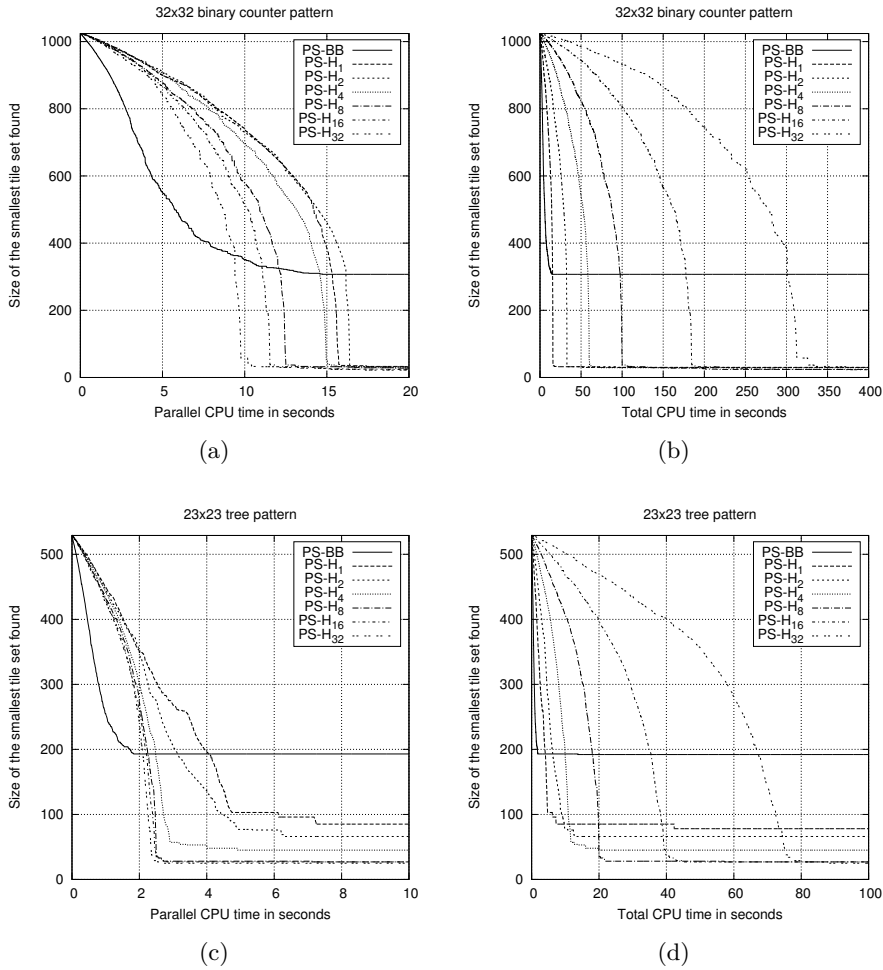 32x32 binary counter pattern
Size of the smallest tile set found
1000
800
600
400
200
0
PS-BB
PS-H1
PS-H2
PS-H4
PS-H8
PS-H16
PS-H32
0 5 10 15 20
Parallel CPU time in seconds
(a)
32x32 binary counter pattern
Size of the smallest tile set found
1000
800
600
400
200
0
PS-BB
PS-H1
PS-H2
PS-H4
PS-H8
PS-H16
PS-H32
0 50 100 150 200 250 300 350 400
Total CPU time in seconds
(b)
23x23 tree pattern
Size of the smallest tile set found
500
400
300
200
100
0
PS-BB
PS-H1
PS-H2
PS-H4
PS-H8
PS-H16
PS-H32
0 2 4 6 8 10
Parallel CPU time in seconds
(c)
23x23 tree pattern
Size of the smallest tile set found
500
400
300
200
100
0
PS-BB
PS-H1
PS-H2
PS-H4
PS-H8
PS-H16
PS-H32
0 20 40 60 80 100
Total CPU time in seconds
(d)